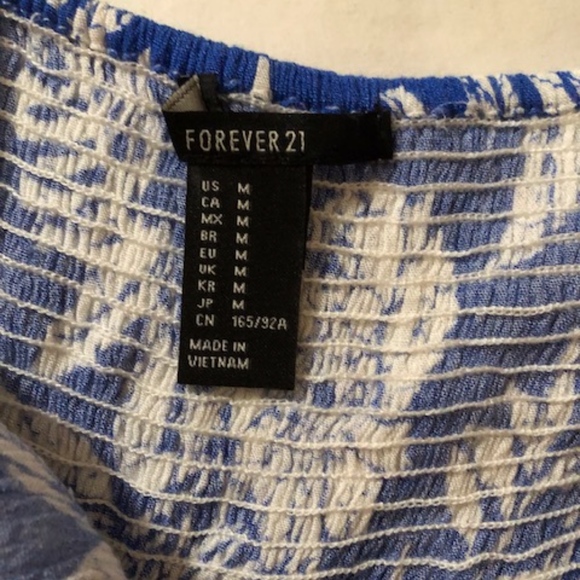 FOREVER 21
US M
CA M
MX M
BR M
EU M
UK M
KR M
JP M
CN 165/92A
MADE IN
VIETNAM